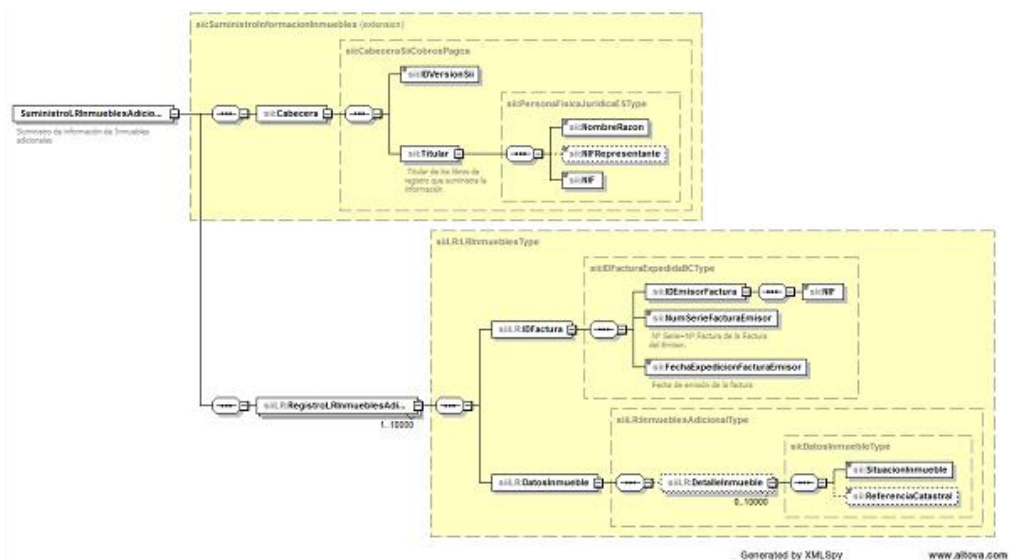 sii:SuministroInformacionInmuebles (extension)
sii:CabeceraSiiCobrosPagos
sii:IDVersionSii
sii:PersonaFisicaJuridicaESType
SuministroLRInmueblesAdicio...
Suministro de información de Inmuebles
adicionales
sii:Cabecera
sii:NombreRazon
sii:Titular
sii:NIFRepresentante
Titular de los libros de
registro que suministra la
información
sii:NIF
siiLR:LRInmueblesType
sii:IDFacturaExpedidaBCType
sii:IDEmisorFactura
sii:NIF
sii:NumSerieFacturaEmisor
Nº Serie+Nº Factura de la Factura
del Emisor.
siiLR:IDFactura
sii:FechaExpedicionFacturaEmisor
Fecha de emisión de la factura
siiLR:RegistroLRInmueblesAdi...
1..10000
siiLR:InmueblesAdicionalType
sii:DatosInmuebleType
siiLR:DatosInmueble
siiLR:DetalleInmueble
0..10000
sii:SituacionInmueble
sii:ReferenciaCatastral
Generated by XMLSpy
www.altova.com